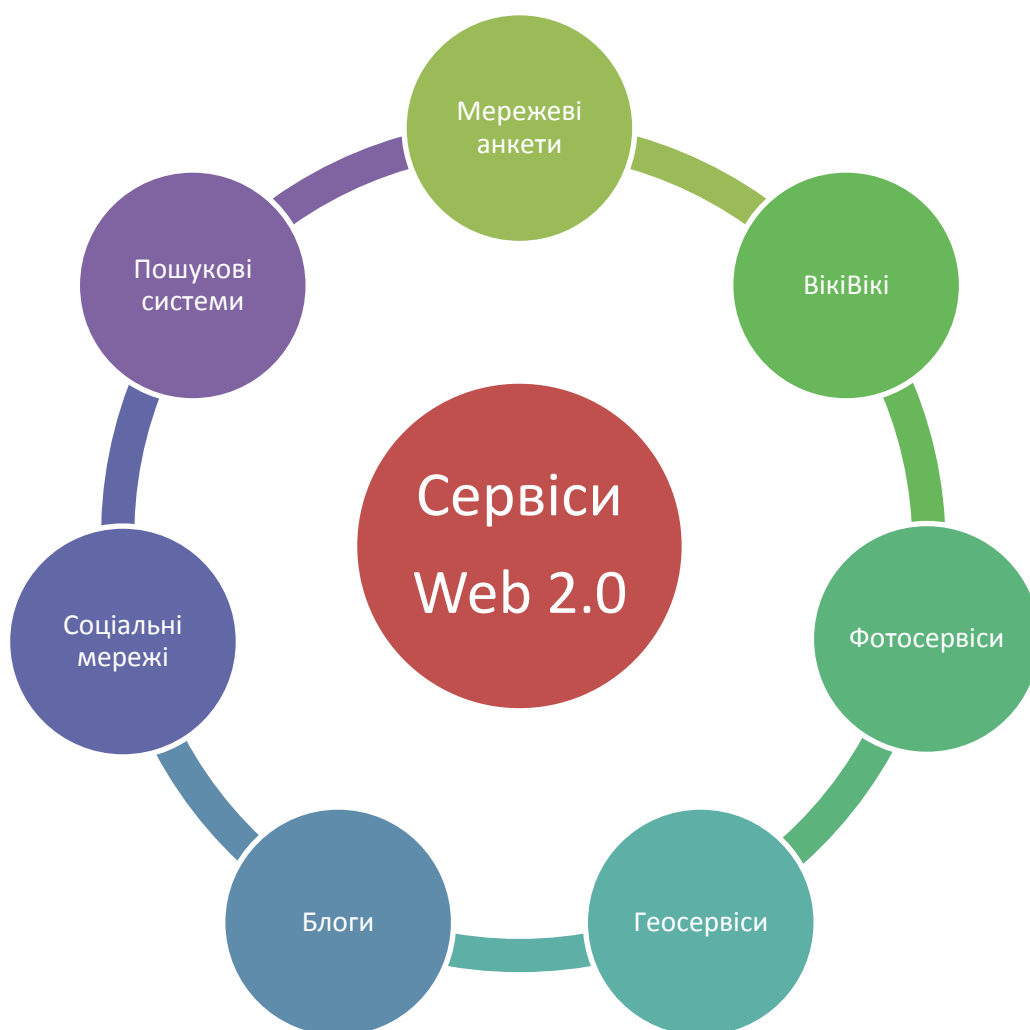 Мережеві
анкети
ВікіВікі
Фотосервіси
Геосервіси
Блоги
Соціальні
мережі
Пошукові
системи
Сервіси
Web 2.0